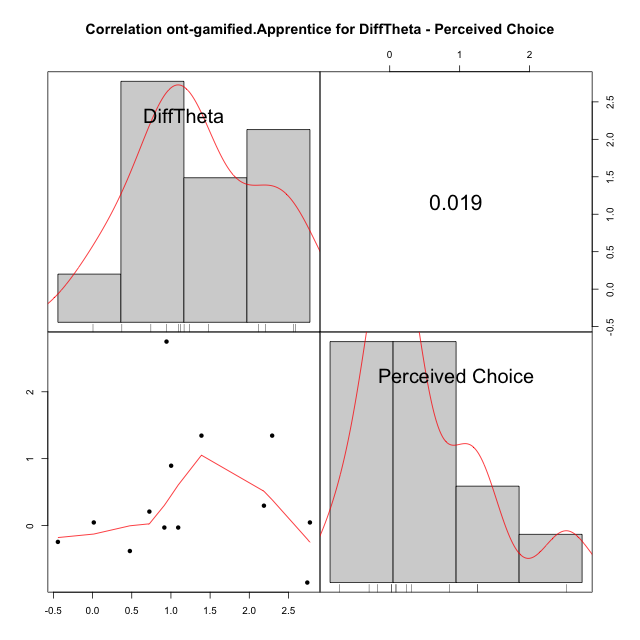 Correlation ont-gamified.Apprentice for DiffTheta - Perceived Choice
0 1 2
DiffTheta
0.019
-0.5 0.0 0.5 1.0 1.5 2.0 2.5
0 1 2
Perceived Choice
-0.5 0.0 0.5 1.0 1.5 2.0 2.5